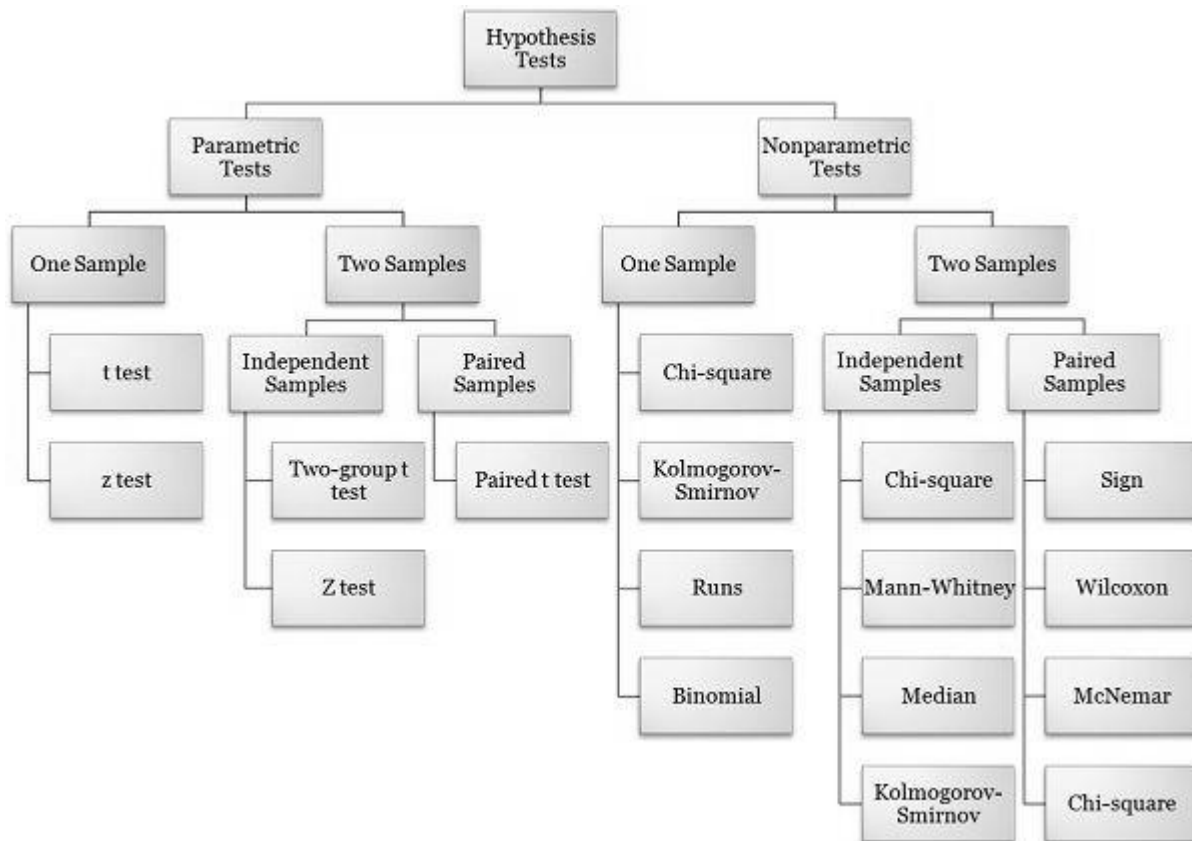 Hypothesis
Tests
Parametric
Tests
Nonparametric
Tests
One Sample
Two Samples
One Sample
Two Samples
Independent
Samples
Paired
Samples
Independent
Samples
Paired
Samples
t test
Chi-square
z test
Two-group t
test
Paired t test
Kolmogorov-
Smirnov
Chi-square
Sign
Z test
Runs
Mann-Whitney
Wilcoxon
Binomial
Median
McNemar
Kolmogorov-
Smirnov
Chi-square